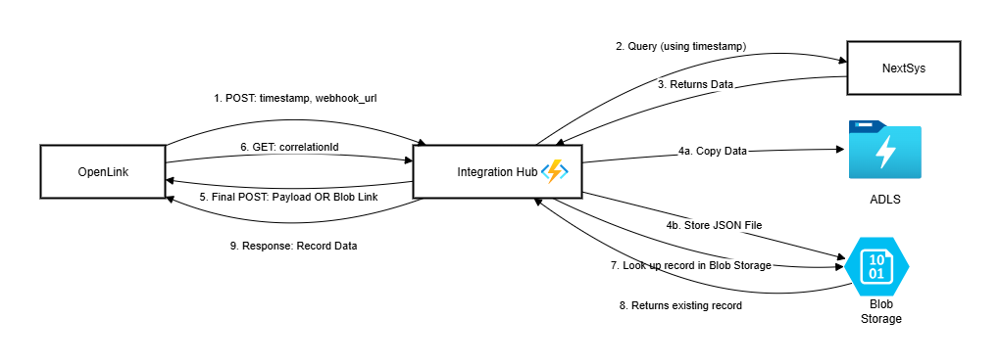 2. Query (using timestamp)
NextSys
3. Returns Data
1. POST: timestamp, webhook_url
6. GET: correlationId
4a. Copy Data
OpenLink
Integration Hub
5. Final POST: Payload OR Blob Link
ADLS
4b. Store JSON File
9. Response: Record Data
7. Look up record in Blob Storage
10
01
8. Returns existing record
Blob
Storage